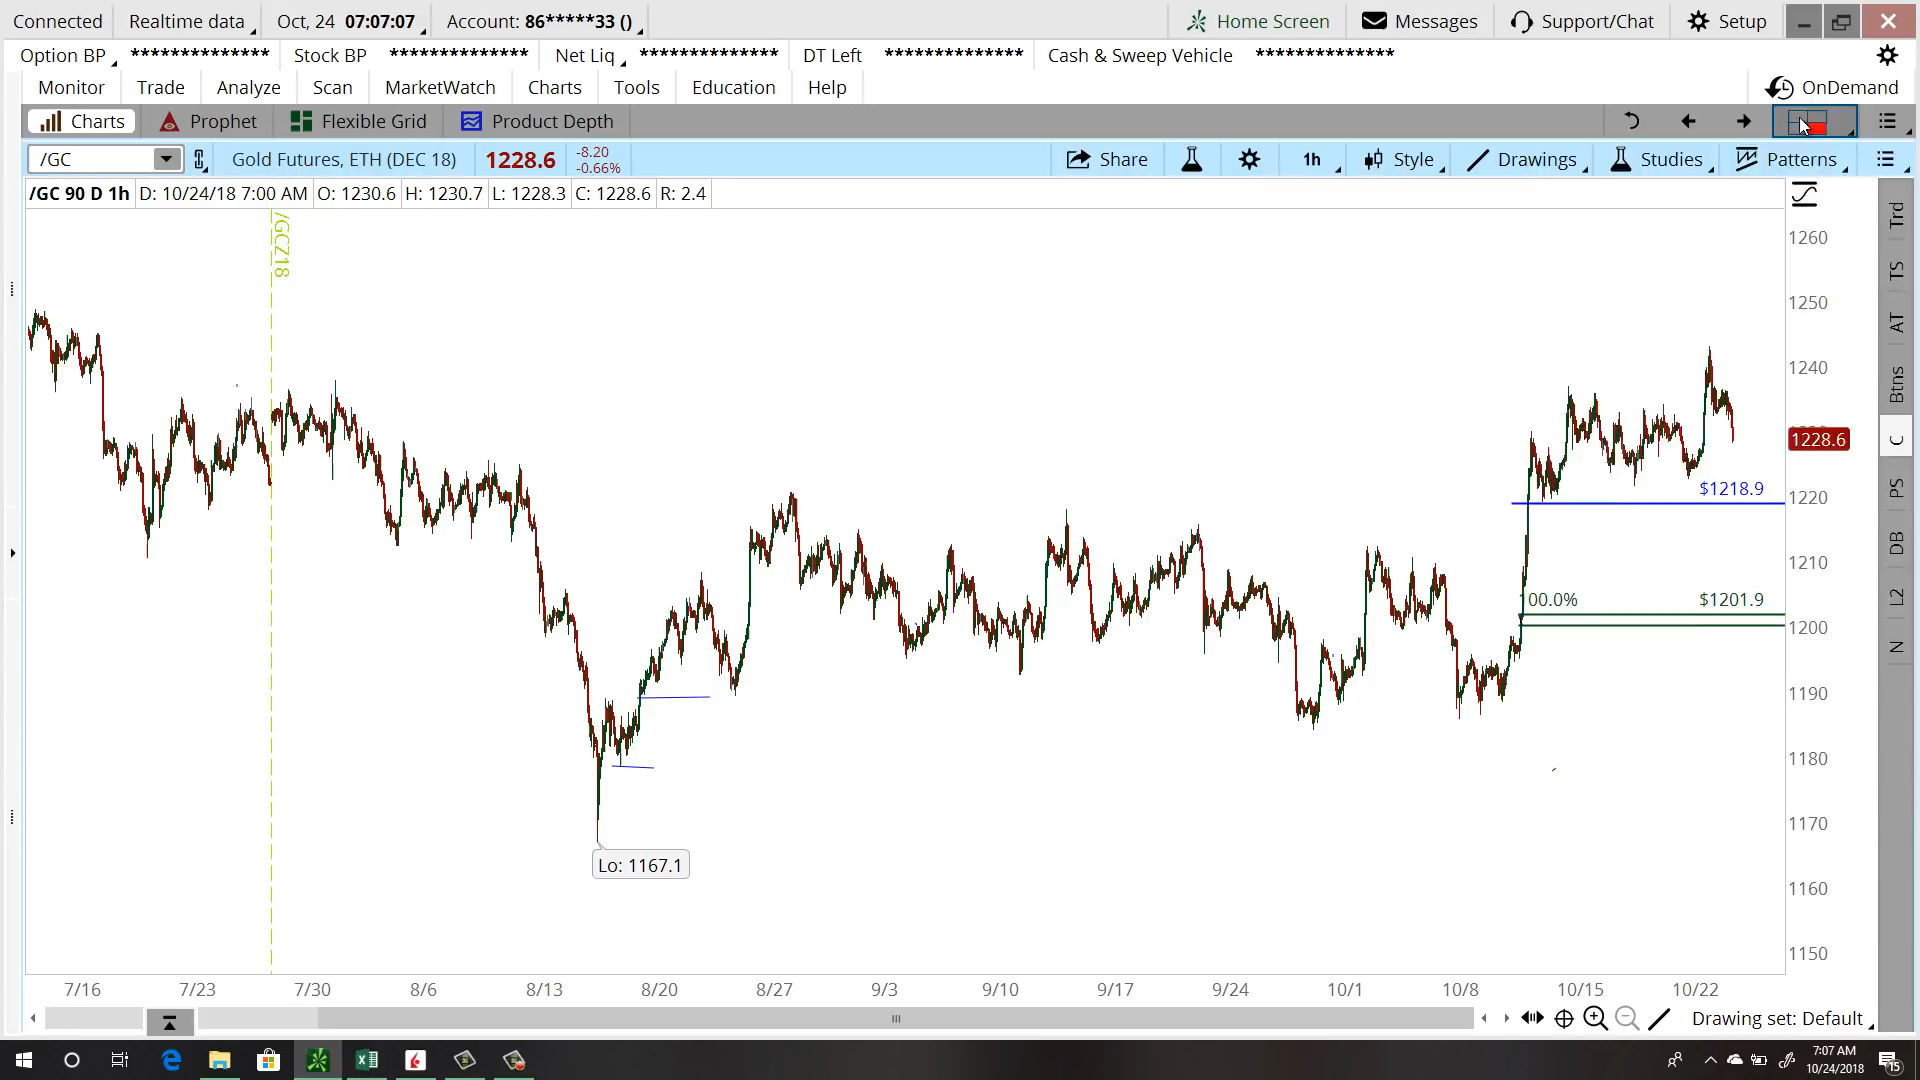 Connected Realtime data Oct, 24 07:07:07 Account: 86*****33 () Home Screen Messages Support/Chat Setup
Option BP ************** Stock BP ************** Net Liq ************** DT Left ************** Cash & Sweep Vehicle **************
Monitor Trade Analyze Scan MarketWatch Charts Tools Education Help OnDemand
Charts Prophet Flexible Grid Product Depth
/GC Gold Futures, ETH (DEC 18) 1228.6 -8.20 -0.66% Share 1h Style Drawings Studies Patterns
/GC 90 D 1h D: 10/24/18 7:00 AM O: 1230.6 H: 1230.7 L: 1228.3 C: 1228.6 R: 2.4
/GCZ18
1260
1250
1240
1228.6
$1218.9
1220
1210
00.0% $1201.9
1200
1190
1180
1170
Lo: 1167.1
1160
1150
Trd
TS
AT
Btns
C
PS
DB
L2
N
7/16 7/23 7/30 8/6 8/13 8/20 8/27 9/3 9/10 9/17 9/24 10/1 10/8 10/15 10/22
Drawing set: Default
7:07 AM
10/24/2018
15